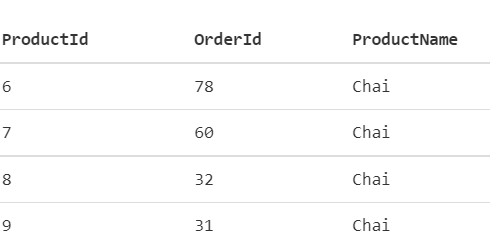 ProductId OrderId ProductName
6 78 Chai
7 60 Chai
8 32 Chai
9 31 Chai